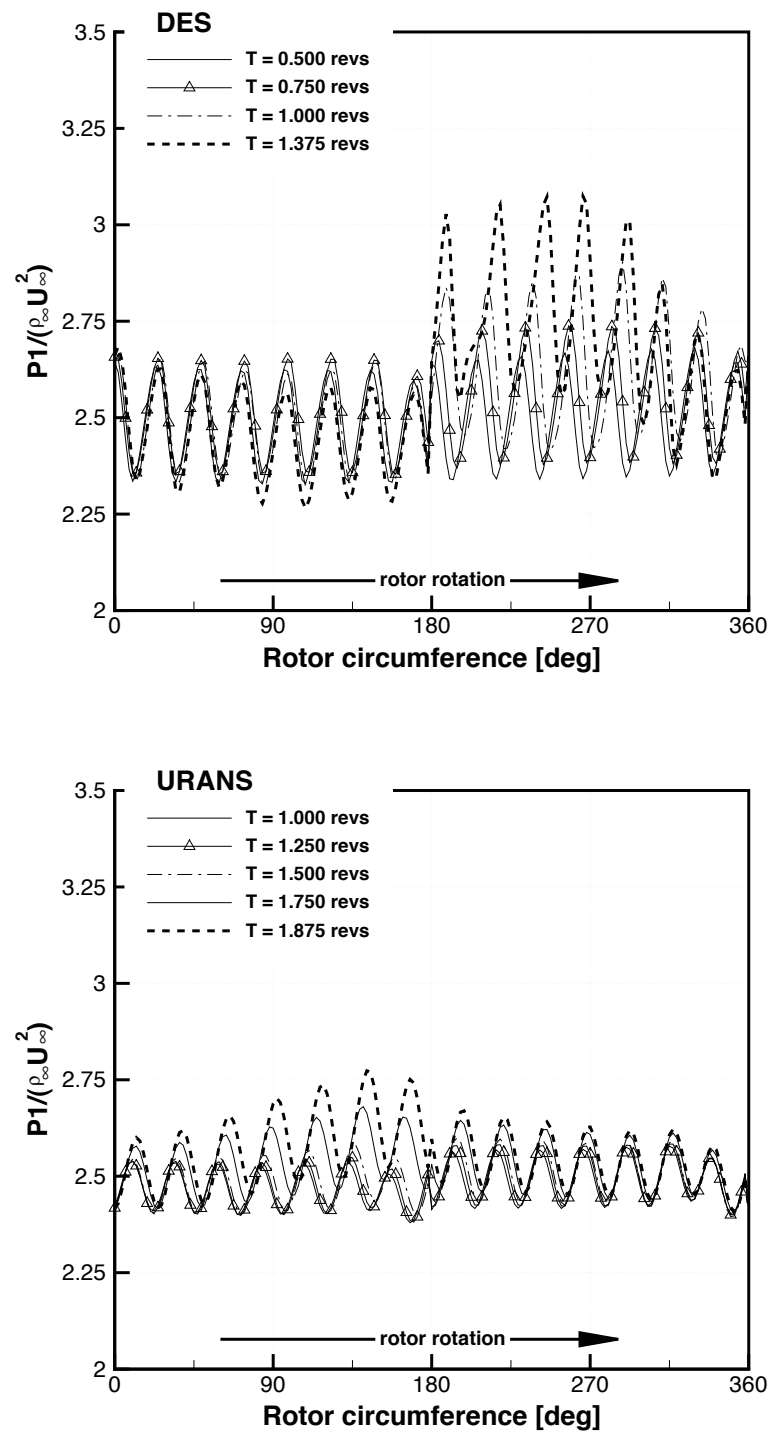 DES
T = 0.500 revs
T = 0.750 revs
T = 1.000 revs
T = 1.375 revs
3.5
3.25
3
2.75
2.5
2.25
2
P1/(ρ∞U∞²)
rotor rotation
0 90 180 270 360
Rotor circumference [deg]
URANS
T = 1.000 revs
T = 1.250 revs
T = 1.500 revs
T = 1.750 revs
T = 1.875 revs
3.5
3.25
3
2.75
2.5
2.25
2
P1/(ρ∞U∞²)
rotor rotation
0 90 180 270 360
Rotor circumference [deg]